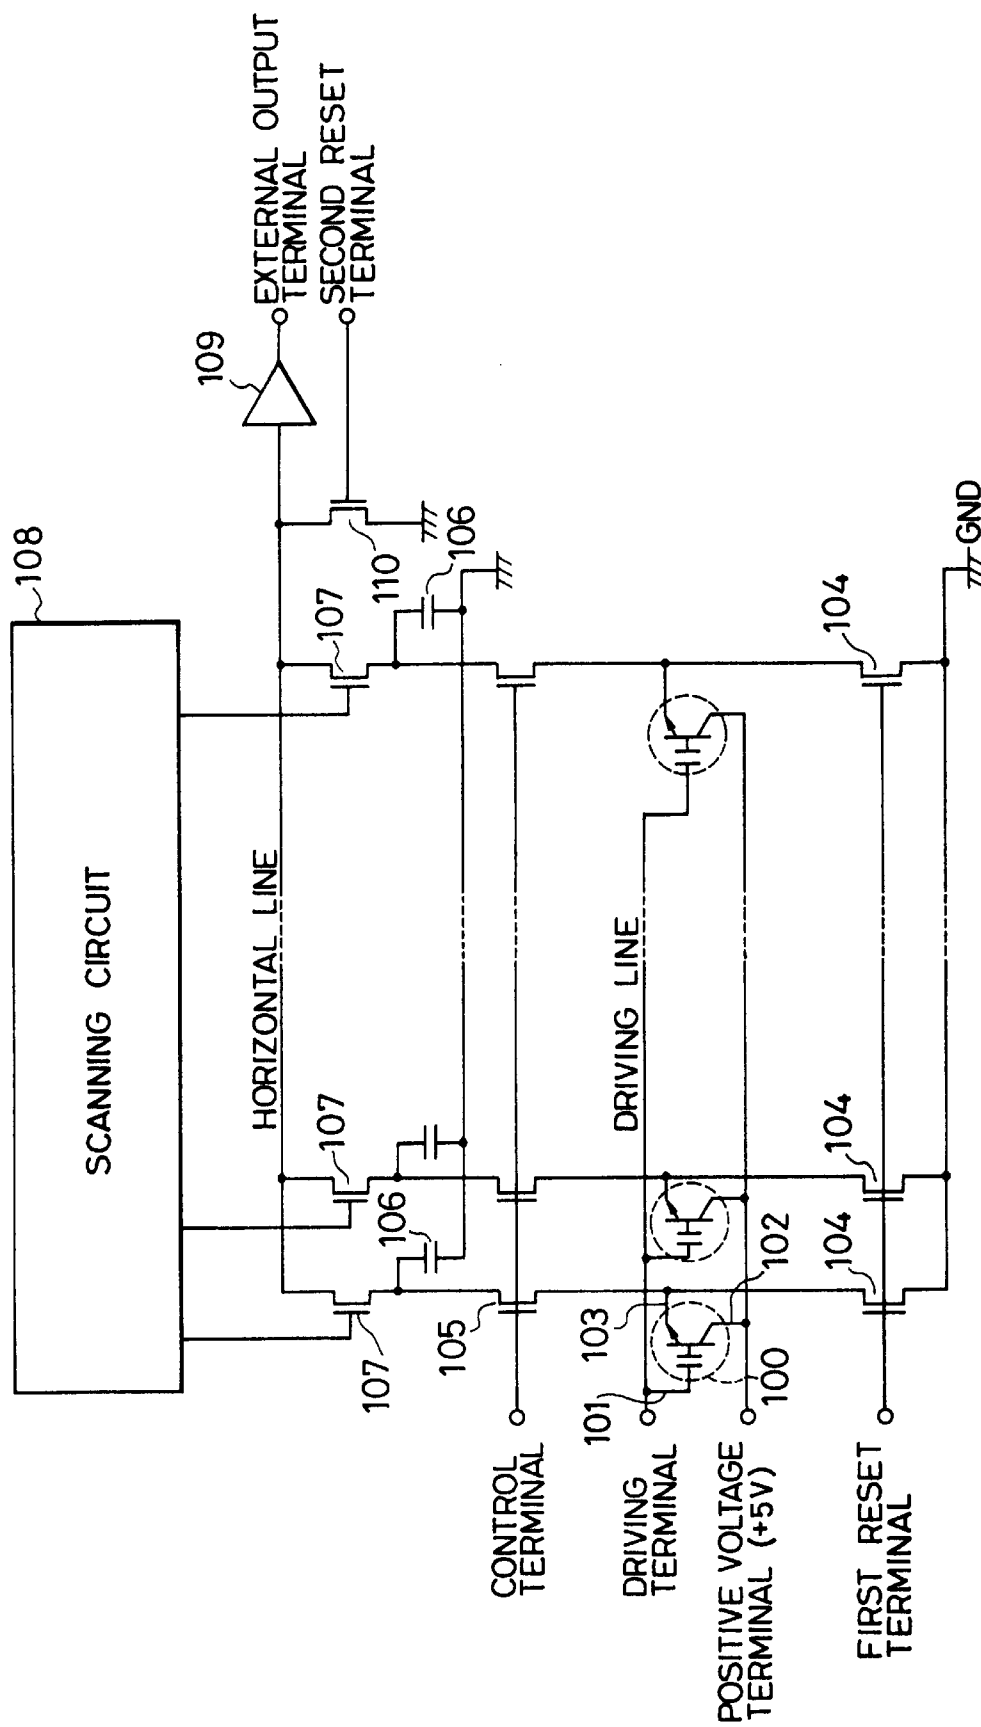 108
SCANNING CIRCUIT
HORIZONTAL LINE
109
EXTERNAL OUTPUT
TERMINAL
SECOND RESET
TERMINAL
107
107
107
110
106
106
105
CONTROL
TERMINAL
DRIVING LINE
103
101
102
100
DRIVING
TERMINAL
POSITIVE VOLTAGE
TERMINAL (+5V)
104
104
104
FIRST RESET
TERMINAL
GND